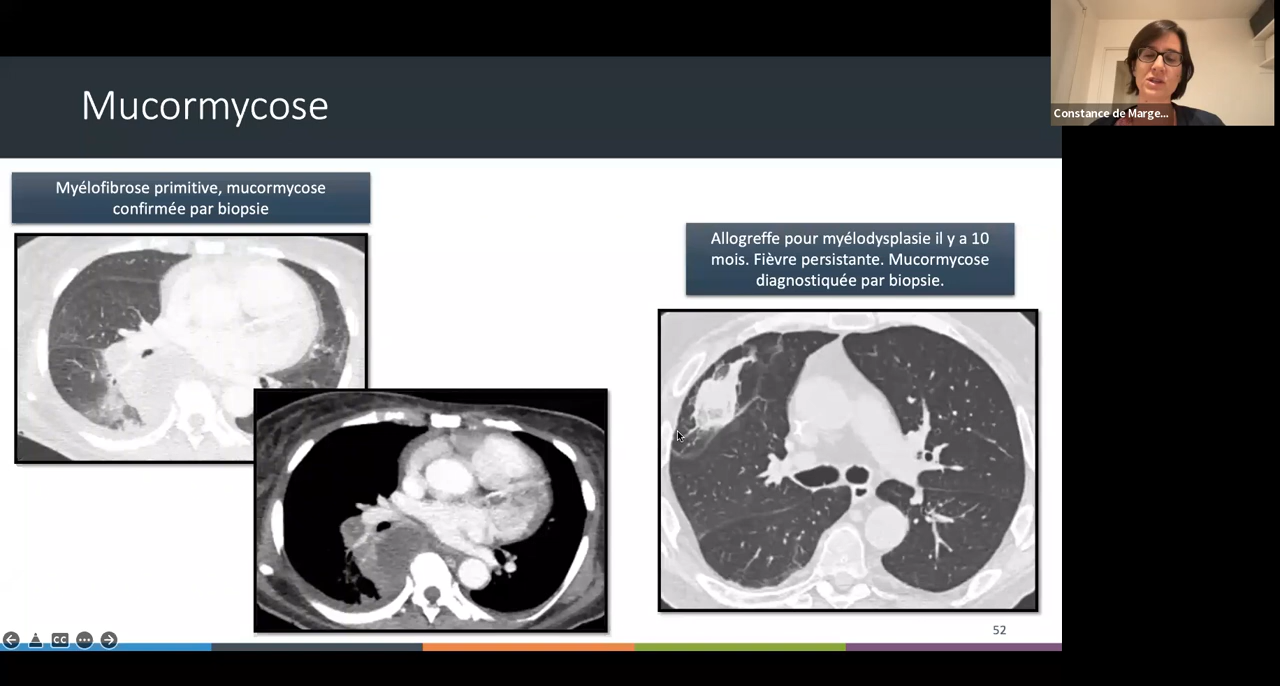 Mucormycose
Constance de Marge...
Myélofibrose primitive, mucormycose
confirmée par biopsie
Allogreffe pour myélodysplasie il y a 10
mois. Fièvre persistante. Mucormycose
diagnostiquée par biopsie.
52
CC